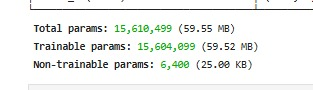 Total params: 15,610,499 (59.55 MB)
Trainable params: 15,604,099 (59.52 MB)
Non-trainable params: 6,400 (25.00 KB)